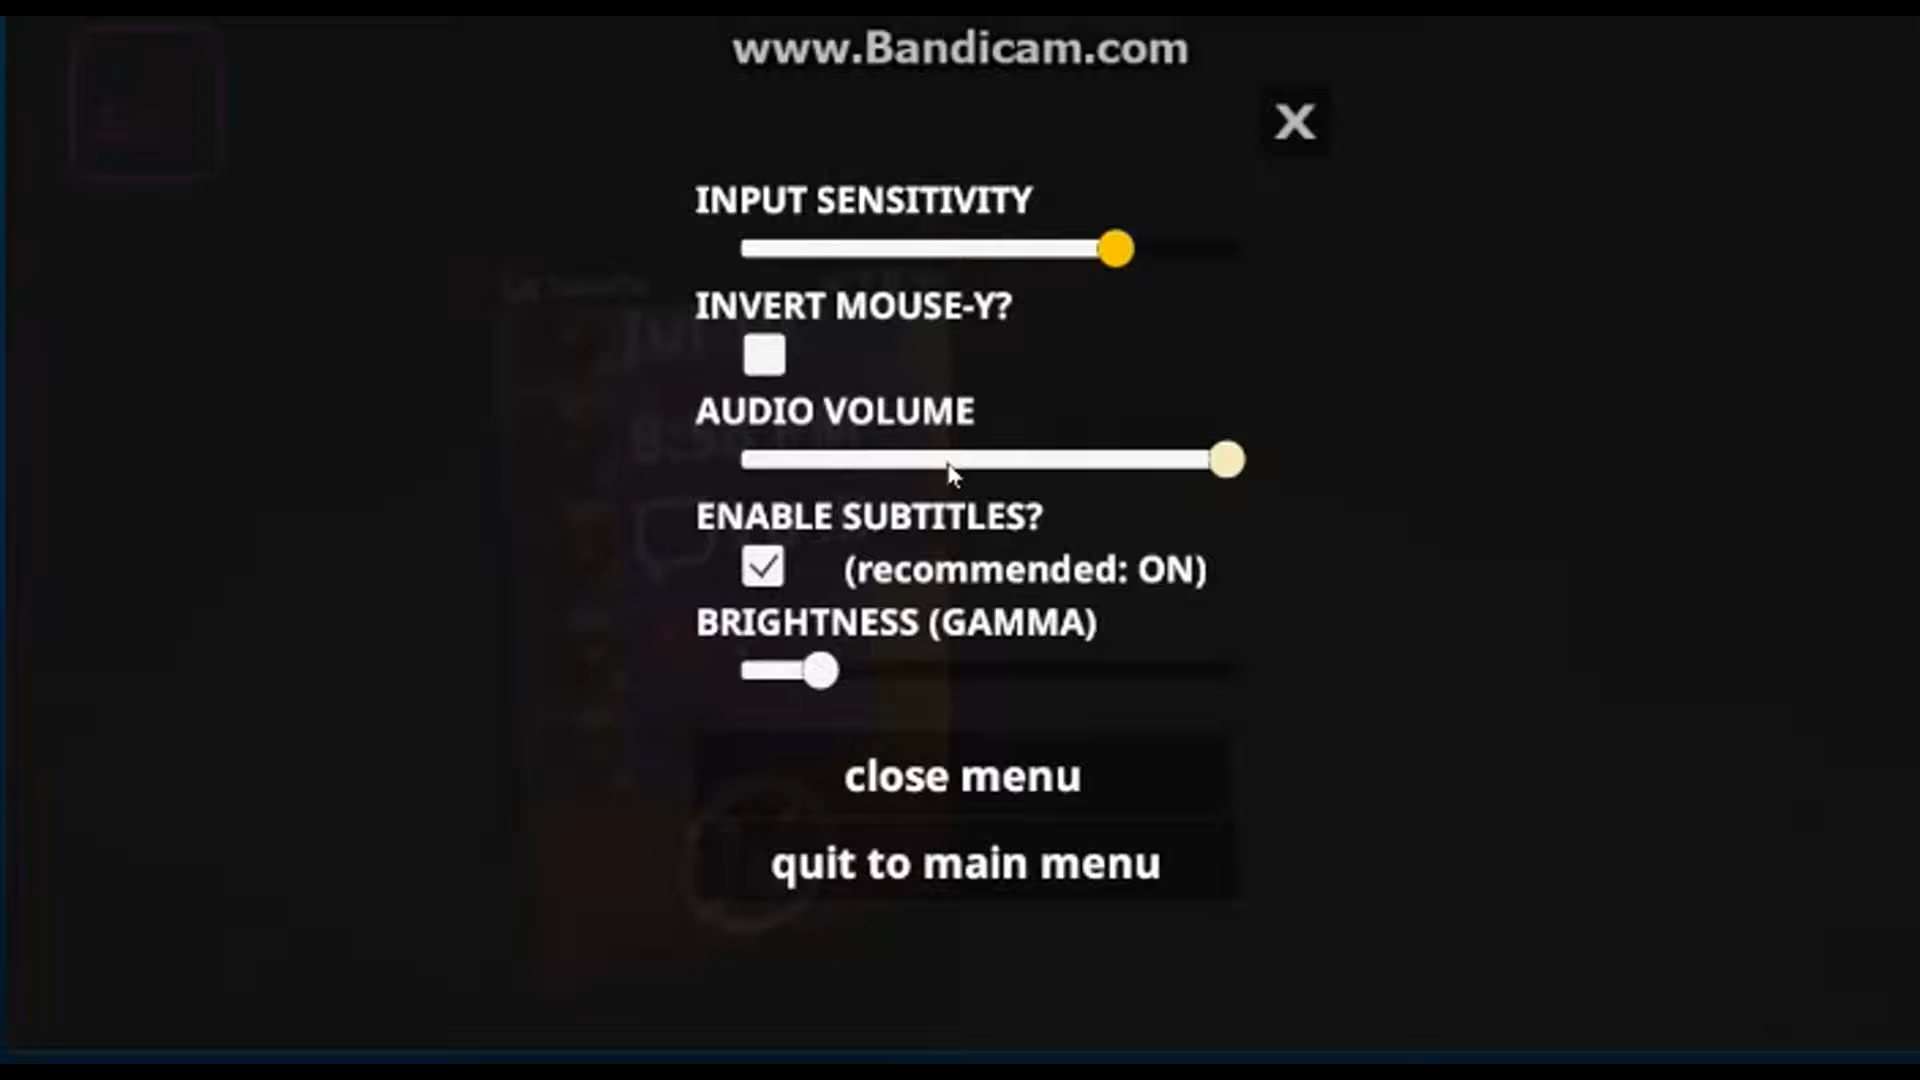 www.Bandicam.com
X
INPUT SENSITIVITY
INVERT MOUSE-Y?
AUDIO VOLUME
ENABLE SUBTITLES?
(recommended: ON)
BRIGHTNESS (GAMMA)
close menu
quit to main menu